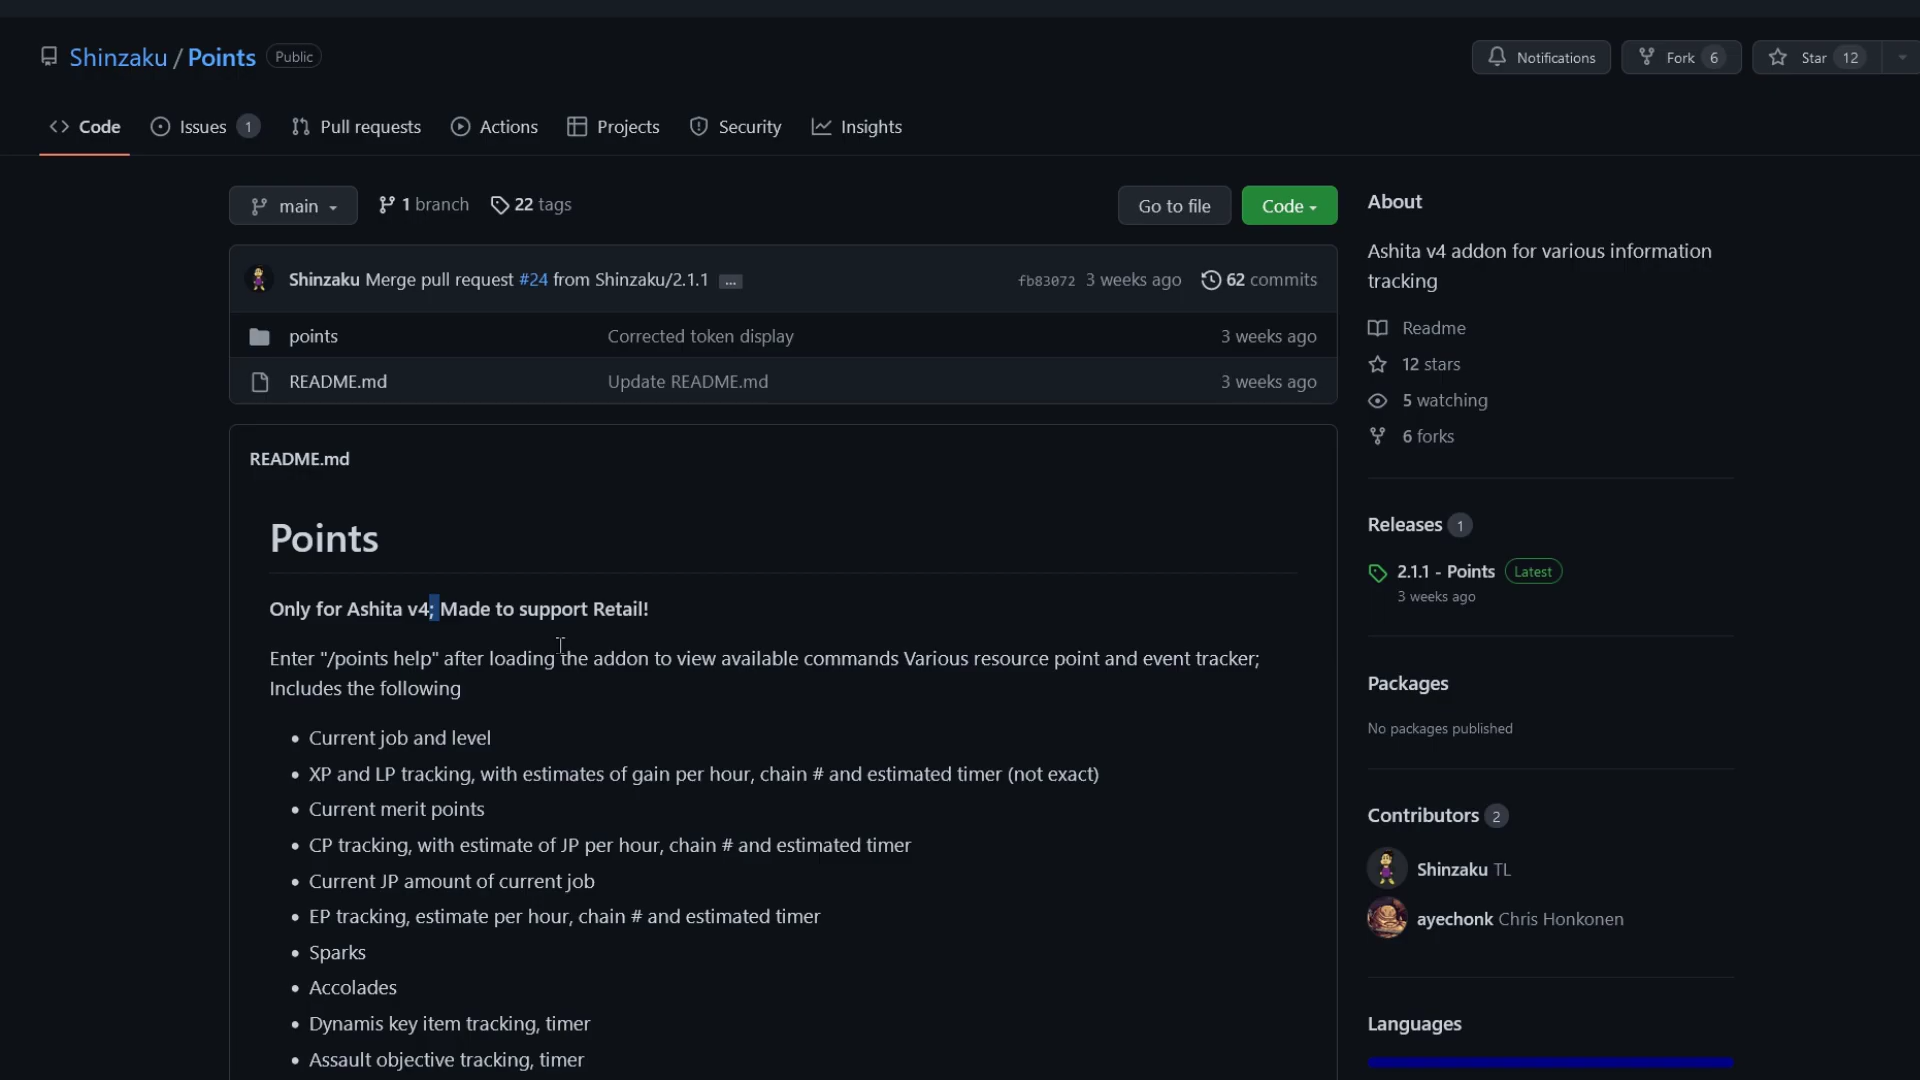 Shinzaku / Points Public
Notifications Fork 6 Star 12
Code Issues 1 Pull requests Actions Projects Security Insights
main 1 branch 22 tags Go to file Code
Shinzaku Merge pull request #24 from Shinzaku/2.1.1 ... fb83072 3 weeks ago 62 commits
points Corrected token display 3 weeks ago
README.md Update README.md 3 weeks ago
README.md
Points
Only for Ashita v4; Made to support Retail!
Enter "/points help" after loading the addon to view available commands Various resource point and event tracker;
Includes the following
• Current job and level
• XP and LP tracking, with estimates of gain per hour, chain # and estimated timer (not exact)
• Current merit points
• CP tracking, with estimate of JP per hour, chain # and estimated timer
• Current JP amount of current job
• EP tracking, estimate per hour, chain # and estimated timer
• Sparks
• Accolades
• Dynamis key item tracking, timer
• Assault objective tracking, timer
About
Ashita v4 addon for various information
tracking
Readme
12 stars
5 watching
6 forks
Releases 1
2.1.1 - Points Latest
3 weeks ago
Packages
No packages published
Contributors 2
Shinzaku TL
ayechonk Chris Honkonen
Languages